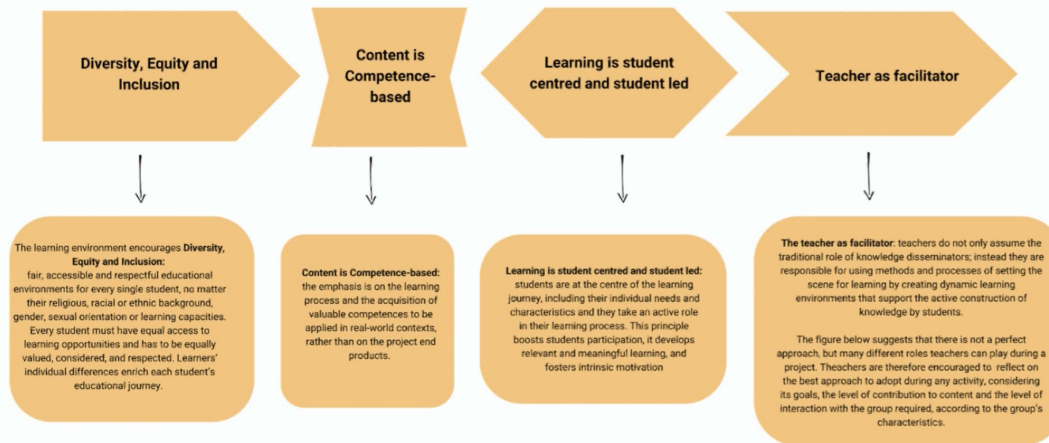 Diversity, Equity and
Inclusion
Content is
Competence-
based
Learning is student
centred and student led
Teacher as facilitator
The learning environment encourages Diversity,
Equity and Inclusion:
fair, accessible and respectful educational
environments for every single student, no matter
their religious, racial or ethnic background,
gender, sexual orientation or learning capacities.
Every student must have equal access to
learning opportunities and has to be equally
valued, considered, and respected. Learners'
individual differences enrich each student's
educational journey.
Content is Competence-based:
the emphasis is on the learning
process and the acquisition of
valuable competences to be
applied in real-world contexts,
rather than on the project end
products.
Learning is student centred and student led:
students are at the centre of the learning
journey, including their individual needs and
characteristics and they take an active role
in their learning process. This principle
boosts students participation, it develops
relevant and meaningful learning, and
fosters intrinsic motivation
The teacher as facilitator: teachers do not only assume the
traditional role of knowledge disseminators; instead they are
responsible for using methods and processes of setting the
scene for learning by creating dynamic learning
environments that support the active construction of
knowledge by students.
The figure below suggests that there is not a perfect
approach, but many different roles teachers can play during a
project. Theachers are therefore encouraged to reflect on
the best approach to adopt during any activity, considering
its goals, the level of contribution to content and the level of
interaction with the group required, according to the group's
characteristics.